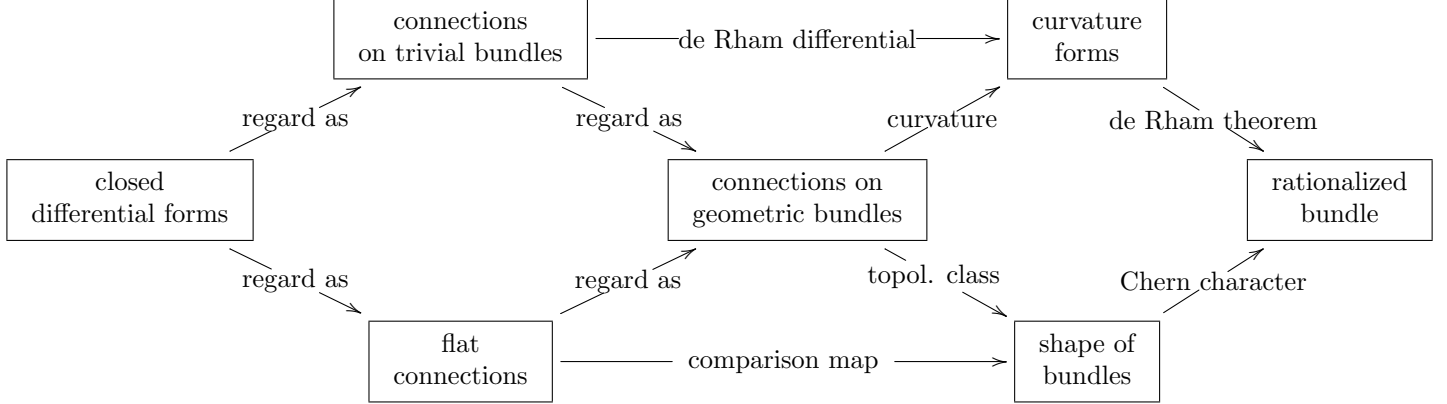 connections
on trivial bundles
de Rham differential
curvature
forms
regard as
regard as
curvature
de Rham theorem
closed
differential forms
connections on
geometric bundles
rationalized
bundle
regard as
regard as
topol. class
Chern character
flat
connections
comparison map
shape of
bundles